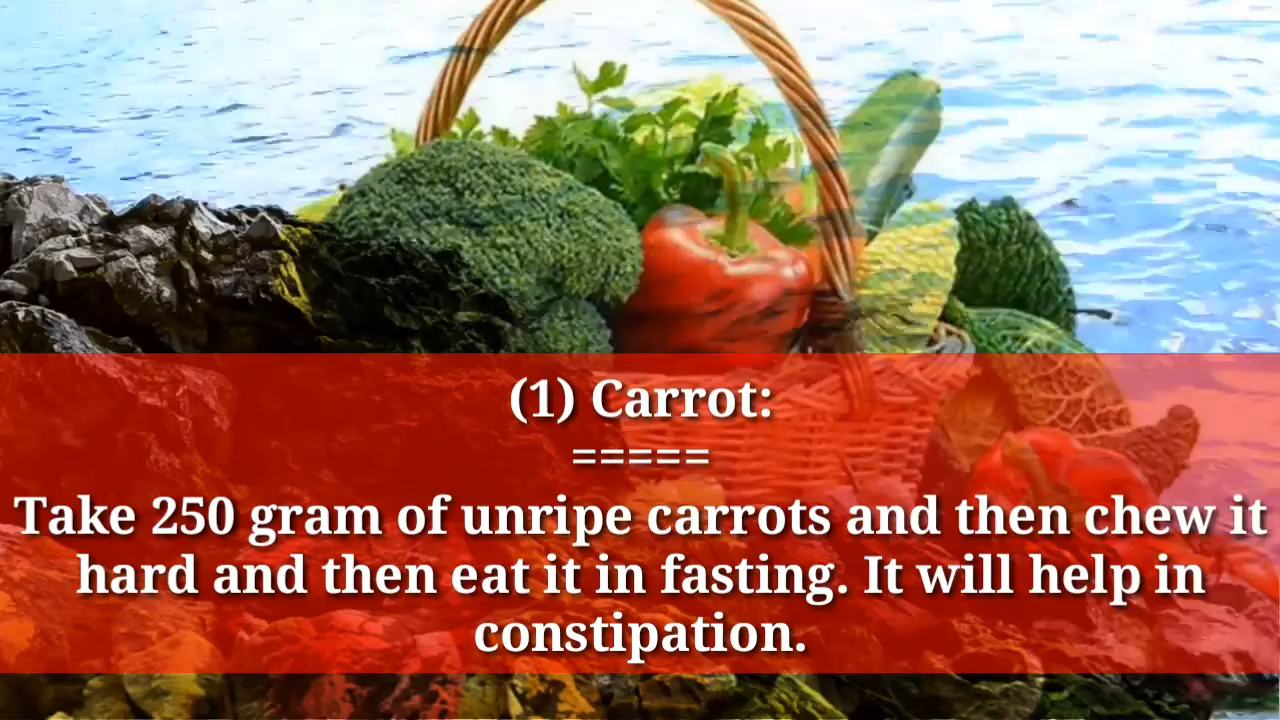 (1) Carrot:
=====
Take 250 gram of unripe carrots and then chew it
hard and then eat it in fasting. It will help in
constipation.